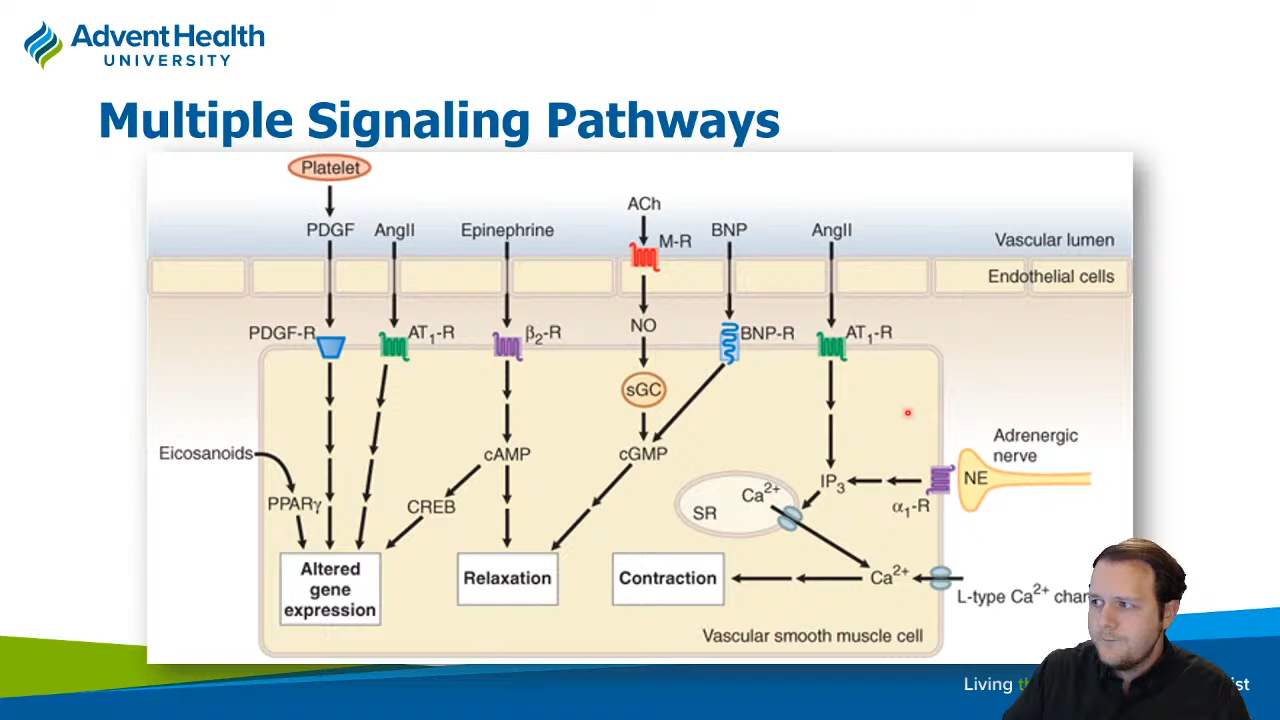 AdventHealth
UNIVERSITY
Multiple Signaling Pathways
Platelet
ACh
PDGF AngII Epinephrine BNP AngII
M-R
Vascular lumen
Endothelial cells
PDGF-R AT1-R β2-R NO BNP-R AT1-R
sGC
Eicosanoids cAMP cGMP
Adrenergic
nerve
IP3 NE
Ca2+
PPARγ CREB SR α1-R
Altered
gene
expression
Relaxation Contraction Ca2+
L-type Ca2+
Vascular smooth muscle cell
Living